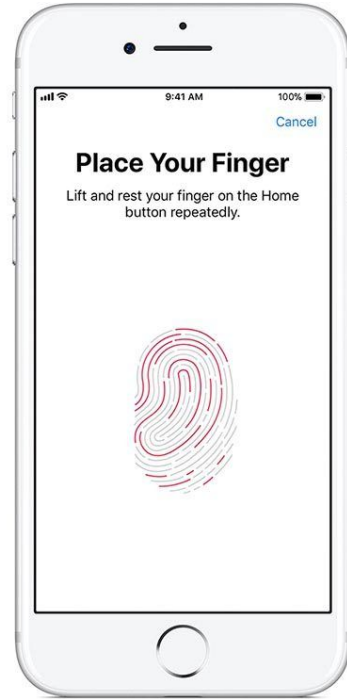 9:41 AM 100%
Cancel
Place Your Finger
Lift and rest your finger on the Home
button repeatedly.